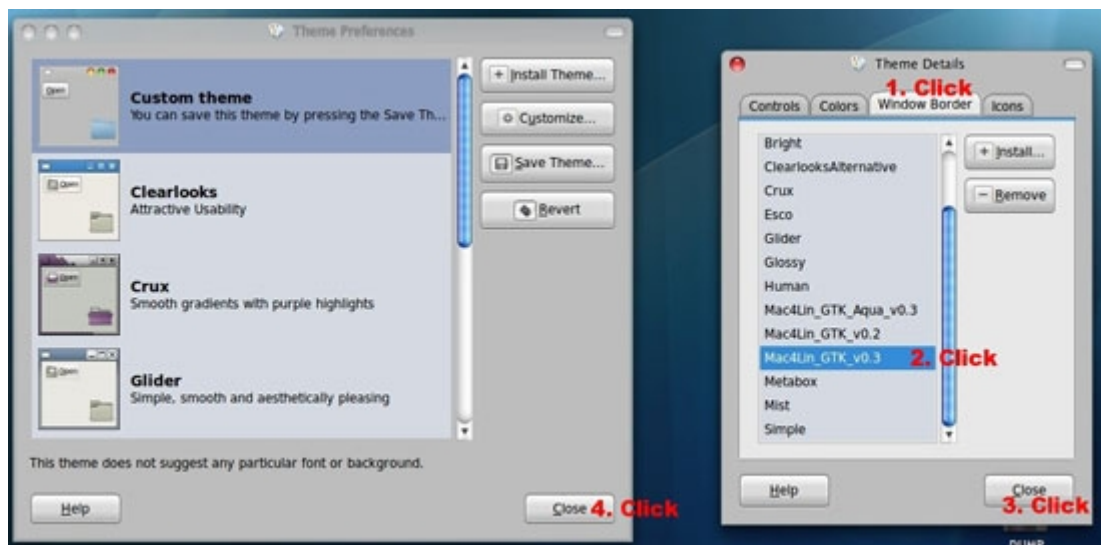 Theme Preferences
Open
Custom theme
You can save this theme by pressing the Save Th...
Open
Clearlooks
Attractive Usability
Open
Crux
Smooth gradients with purple highlights
Open
Glider
Simple, smooth and aesthetically pleasing
+ Install Theme...
Customize...
Save Theme...
Revert
This theme does not suggest any particular font or background.
Help
Close 4. Click
Theme Details
1. Click
Controls Colors Window Border Icons
Bright
ClearlooksAlternative
Crux
Esco
Glider
Glossy
Human
Mac4Lin_GTK_Aqua_v0.3
Mac4Lin_GTK_v0.2
Mac4Lin_GTK_v0.3 2. Click
Metabox
Mist
Simple
+ Install...
− Remove
Help
Close
3. Click